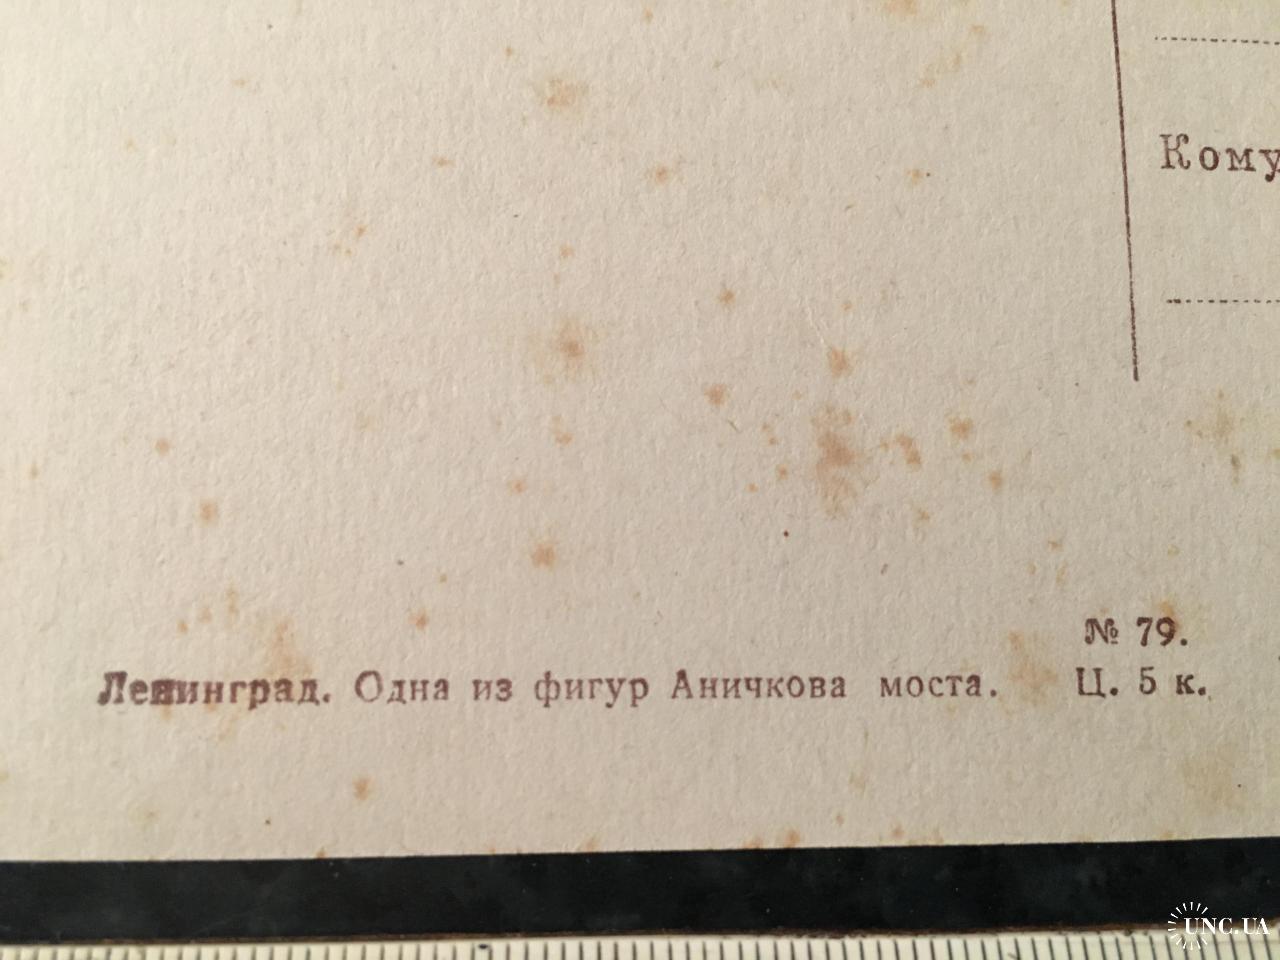 Кому
№ 79.
Ленинград. Одна из фигур Аничкова моста. Ц. 5 к.
UNC.UA